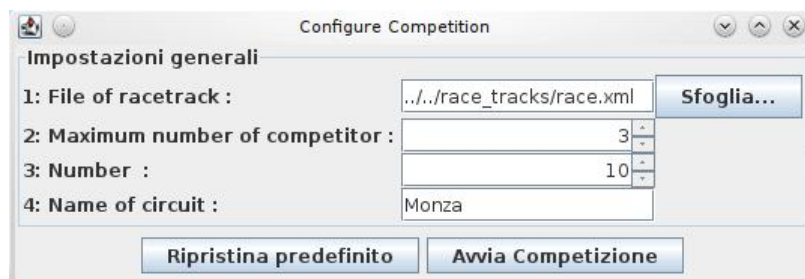 Configure Competition
Impostazioni generali
1: File of racetrack : ../../race_tracks/race.xml Sfoglia...
2: Maximum number of competitor : 3
3: Number : 10
4: Name of circuit : Monza
Ripristina predefinito Avvia Competizione